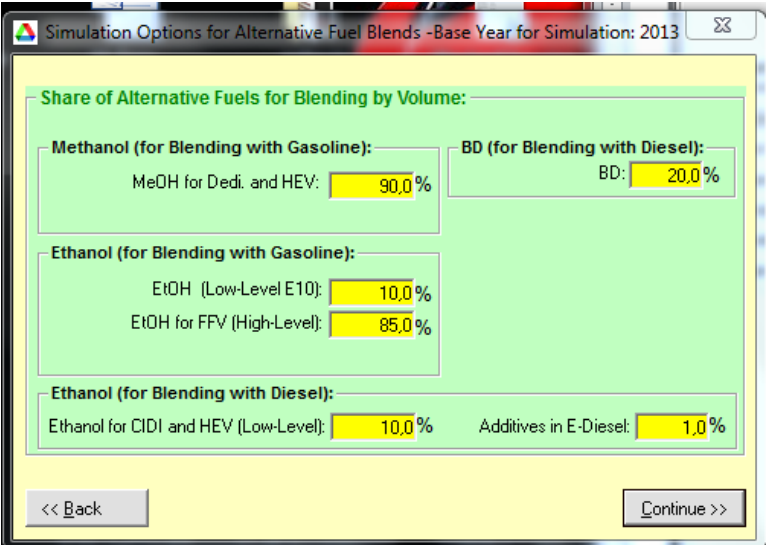 Simulation Options for Alternative Fuel Blends -Base Year for Simulation: 2013
Share of Alternative Fuels for Blending by Volume:
Methanol (for Blending with Gasoline):
MeOH for Dedi. and HEV: 90,0 %
BD (for Blending with Diesel):
BD: 20,0 %
Ethanol (for Blending with Gasoline):
EtOH (Low-Level E10): 10,0 %
EtOH for FFV (High-Level): 85,0 %
Ethanol (for Blending with Diesel):
Ethanol for CIDI and HEV (Low-Level): 10,0 %
Additives in E-Diesel: 1,0 %
<< Back
Continue >>